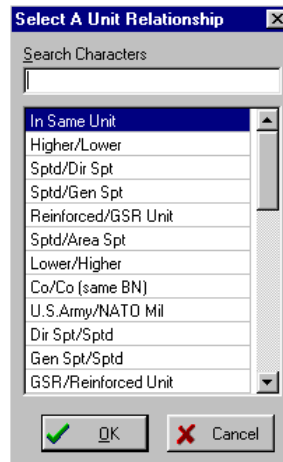 Select A Unit Relationship
Search Characters
In Same Unit
Higher/Lower
Sptd/Dir Spt
Sptd/Gen Spt
Reinforced/GSR Unit
Sptd/Area Spt
Lower/Higher
Co/Co (same BN)
U.S.Army/NATO Mil
Dir Spt/Sptd
Gen Spt/Sptd
GSR/Reinforced Unit
OK Cancel